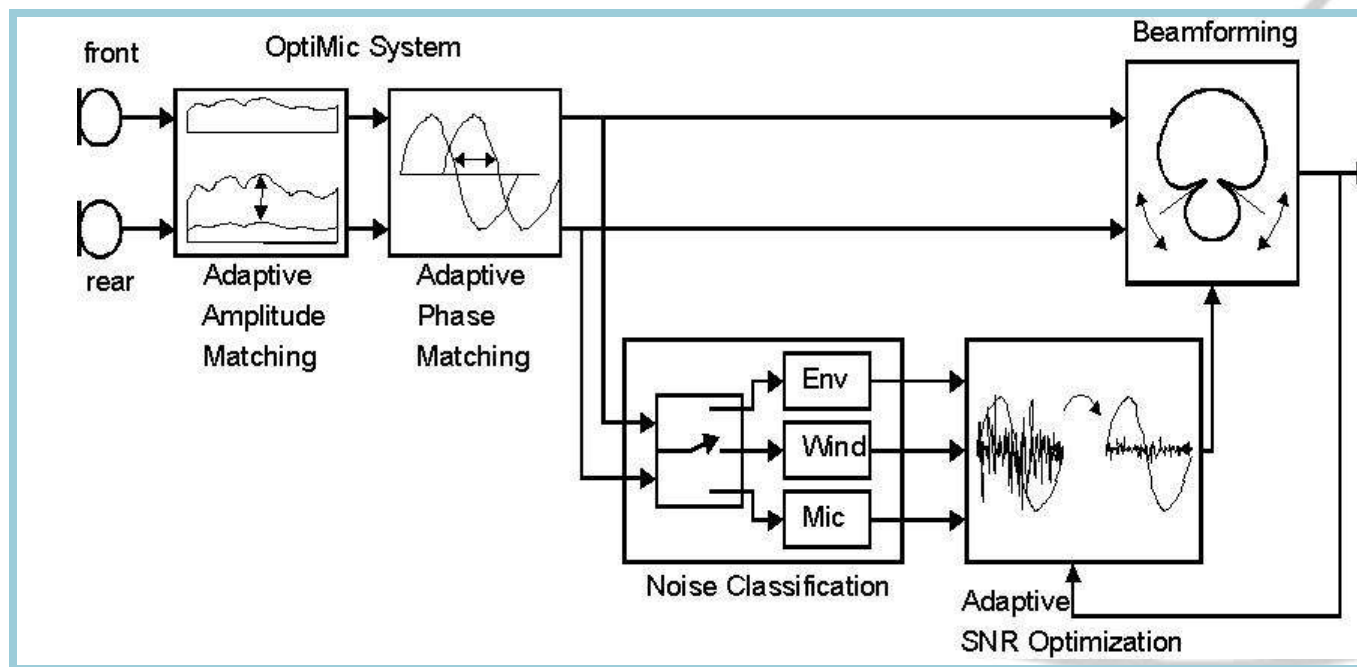 front
OptiMic System
Beamforming
rear
Adaptive
Amplitude
Matching
Adaptive
Phase
Matching
Env
Wind
Mic
Noise Classification
Adaptive
SNR Optimization